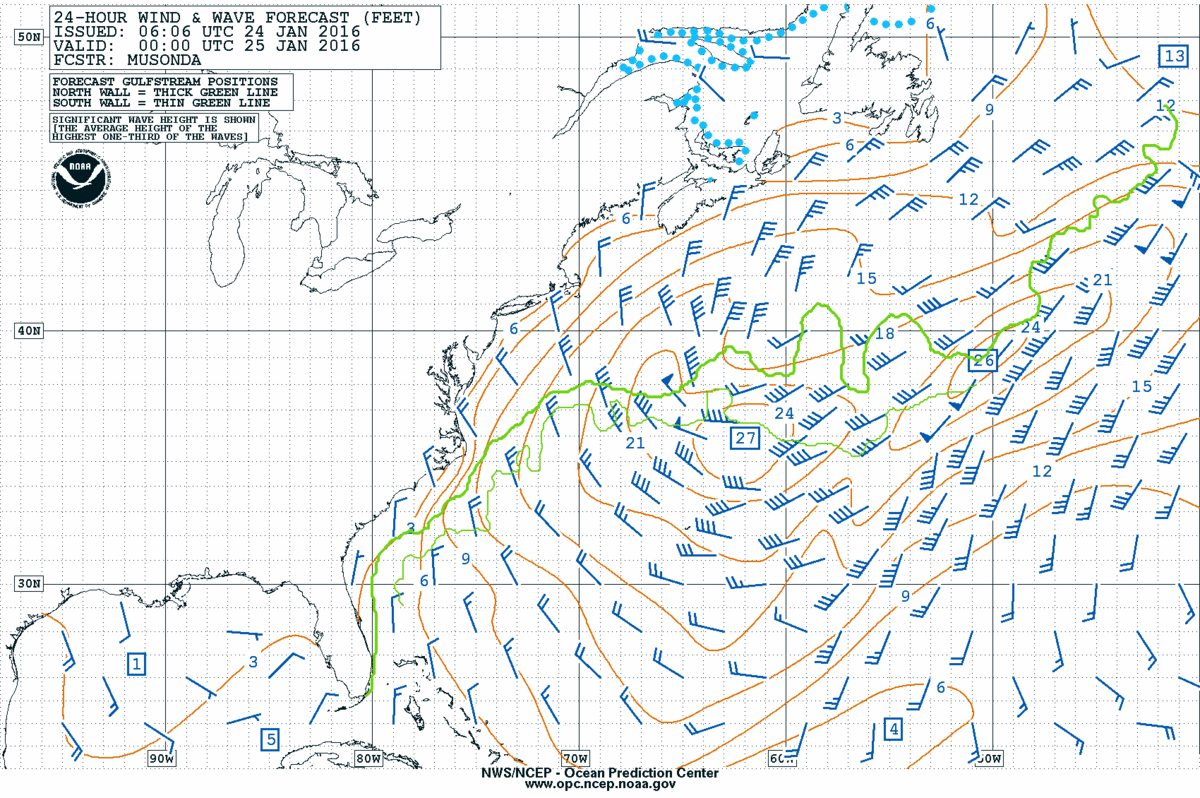 24-HOUR WIND & WAVE FORECAST (FEET)
ISSUED: 06:06 UTC 24 JAN 2016
VALID: 00:00 UTC 25 JAN 2016
FCSTR: MUSONDA
FORECAST GULFSTREAM POSITIONS
NORTH WALL = THICK GREEN LINE
SOUTH WALL = THIN GREEN LINE
SIGNIFICANT WAVE HEIGHT IS SHOWN
[THE AVERAGE HEIGHT OF THE
HIGHEST ONE-THIRD OF THE WAVES]
NOAA
50N
6
13
9
12
3
6
12
6
15
21
40N
6
18
24
26
15
24
21
27
12
3
9
30N
6
9
3
1
6
5
4
90W
80W
70W
60W
50W
NWS/NCEP - Ocean Prediction Center
www.opc.ncep.noaa.gov